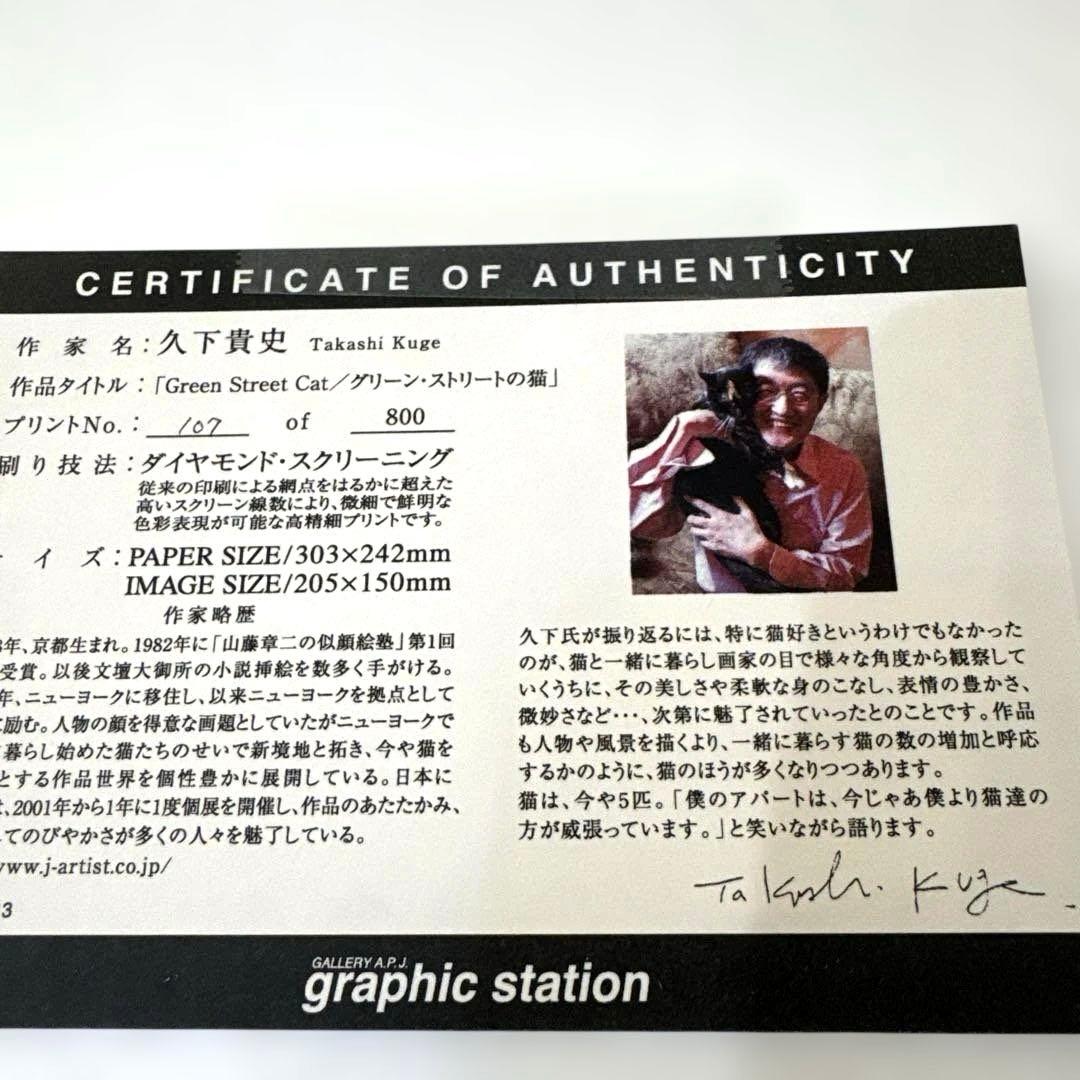 CERTIFICATE OF AUTHENTICITY
作家名：久下貴史 Takashi Kuge
作品タイトル：「Green Street Cat／グリーン・ストリートの猫」
プリントNo.：107 of 800
刷り技法：ダイヤモンド・スクリーニング
従来の印刷による網点をはるかに超えた
高いスクリーン線数により、微細で鮮明な
色彩表現が可能な高精細プリントです。
イズ：PAPER SIZE/303×242mm
IMAGE SIZE/205×150mm
作家略歴
年、京都生まれ。1982年に「山藤章二の似顔絵塾」第1回
受賞。以後文壇大御所の小説挿絵を数多く手がける。
年、ニューヨークに移住し、以来ニューヨークを拠点として
励む。人物の顔を得意な画題としていたがニューヨークで
暮らし始めた猫たちのせいで新境地と拓き、今や猫を
とする作品世界を個性豊かに展開している。日本に
は、2001年から1年に1度個展を開催し、作品のあたたかみ、
てのびやかさが多くの人々を魅了している。
ww.j-artist.co.jp/
3
久下氏が振り返るには、特に猫好きというわけでもなかった
のが、猫と一緒に暮らし画家の目で様々な角度から観察して
いくうちに、その美しさや柔軟な身のこなし、表情の豊かさ、
微妙さなど･･･、次第に魅了されていったとのことです。作品
も人物や風景を描くより、一緒に暮らす猫の数の増加と呼応
するかのように、猫のほうが多くなりつつあります。
猫は、今や5匹。「僕のアパートは、今じゃあ僕より猫達の
方が威張っています。」と笑いながら語ります。
Takashi. Kuge
GALLERY A.P.J.
graphic station